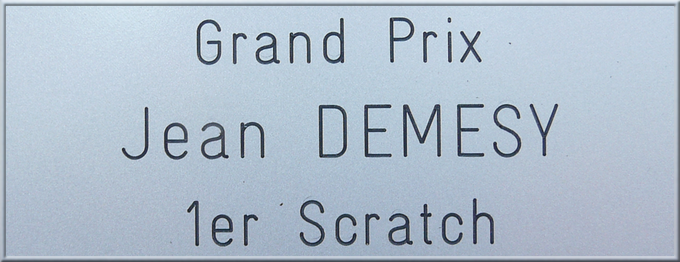 Grand Prix
Jean DEMESY
1er Scratch